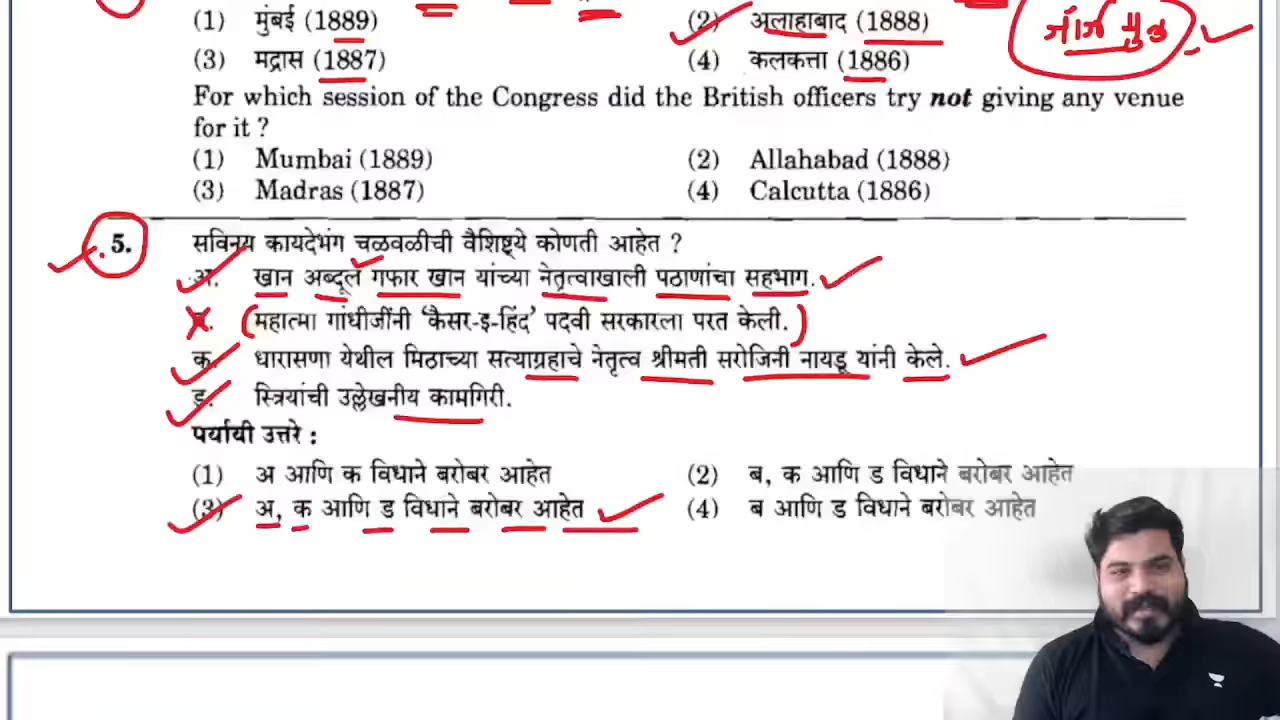 (1) मुंबई (1889) (2) अलाहाबाद (1888)
(3) मद्रास (1887) (4) कलकत्ता (1886)
For which session of the Congress did the British officers try not giving any venue
for it ?
(1) Mumbai (1889) (2) Allahabad (1888)
(3) Madras (1887) (4) Calcutta (1886)
5. सविनय कायदेभंग चळवळीची वैशिष्ट्ये कोणती आहेत ?
अ. खान अब्दूल गफार खान यांच्या नेतृत्वाखाली पठाणांचा सहभाग.
महात्मा गांधीजींनी ‘कैसर-इ-हिंद’ पदवी सरकारला परत केली.
क. धारासणा येथील मिठाच्या सत्याग्रहाचे नेतृत्व श्रीमती सरोजिनी नायडू यांनी केले.
ड. स्त्रियांची उल्लेखनीय कामगिरी.
पर्यायी उत्तरे :
(1) अ आणि क विधाने बरोबर आहेत (2) ब, क आणि ड विधाने बरोबर आहेत
(3) अ, क आणि ड विधाने बरोबर आहेत (4) ब आणि ड विधाने बरोबर आहेत